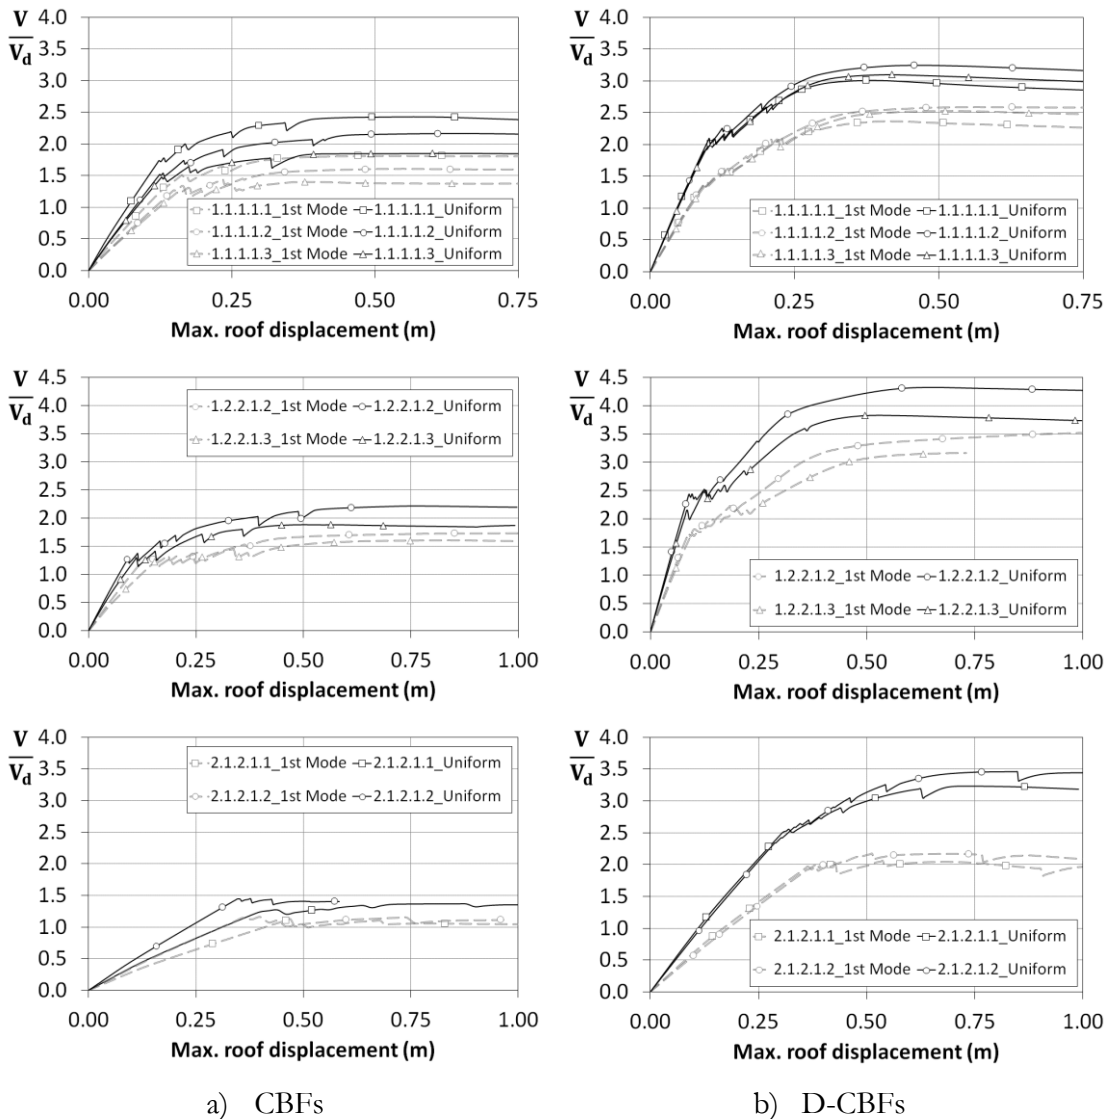 V
V_d
4.0
3.5
3.0
2.5
2.0
1.5
1.0
0.5
0.0
1.1.1.1.1_1st Mode 1.1.1.1.1_Uniform
1.1.1.1.2_1st Mode 1.1.1.1.2_Uniform
1.1.1.1.3_1st Mode 1.1.1.1.3_Uniform
0.00 0.25 0.50 0.75
Max. roof displacement (m)
V
V_d
4.0
3.5
3.0
2.5
2.0
1.5
1.0
0.5
0.0
1.1.1.1.1_1st Mode 1.1.1.1.1_Uniform
1.1.1.1.2_1st Mode 1.1.1.1.2_Uniform
1.1.1.1.3_1st Mode 1.1.1.1.3_Uniform
0.00 0.25 0.50 0.75
Max. roof displacement (m)
V
V_d
4.5
4.0
3.5
3.0
2.5
2.0
1.5
1.0
0.5
0.0
1.2.2.1.2_1st Mode 1.2.2.1.2_Uniform
1.2.2.1.3_1st Mode 1.2.2.1.3_Uniform
0.00 0.25 0.50 0.75 1.00
Max. roof displacement (m)
V
V_d
4.5
4.0
3.5
3.0
2.5
2.0
1.5
1.0
0.5
0.0
1.2.2.1.2_1st Mode 1.2.2.1.2_Uniform
1.2.2.1.3_1st Mode 1.2.2.1.3_Uniform
0.00 0.25 0.50 0.75 1.00
Max. roof displacement (m)
V
V_d
4.0
3.5
3.0
2.5
2.0
1.5
1.0
0.5
0.0
2.1.2.1.1_1st Mode 2.1.2.1.1_Uniform
2.1.2.1.2_1st Mode 2.1.2.1.2_Uniform
0.00 0.25 0.50 0.75 1.00
Max. roof displacement (m)
V
V_d
4.0
3.5
3.0
2.5
2.0
1.5
1.0
0.5
0.0
2.1.2.1.1_1st Mode 2.1.2.1.1_Uniform
2.1.2.1.2_1st Mode 2.1.2.1.2_Uniform
0.00 0.25 0.50 0.75 1.00
Max. roof displacement (m)
a) CBFs
b) D-CBFs